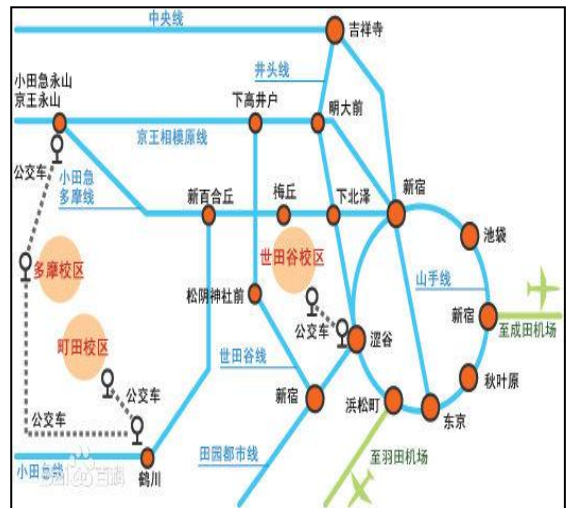 中央线
吉祥寺
井头线
小田急永山
京王永山
下高井户
明大前
京王相模原线
公交车
小田急
多摩线
新百合丘
梅丘
下北泽
新宿
池袋
多摩校区
世田谷校区
山手线
松阴神社前
公交车
新宿
至成田机场
町田校区
世田谷线
涩谷
公交车
新宿
浜松町
秋叶原
东京
公交车
田园都市线
至羽田机场
小田急线
百科
鹤川